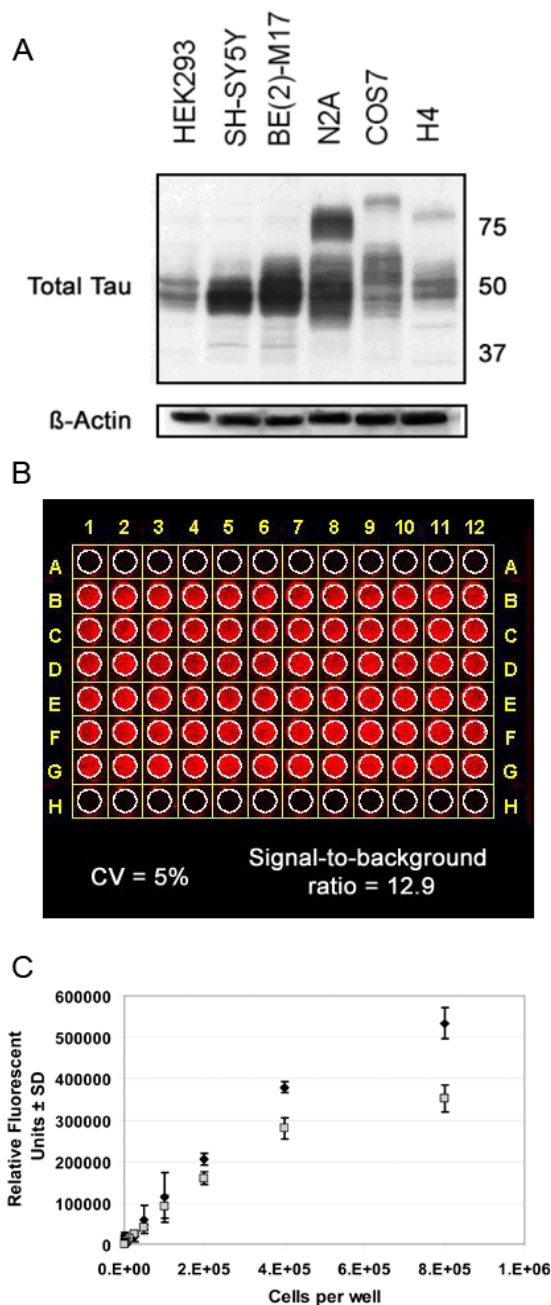 A
HEK293
SH-SY5Y
BE(2)-M17
N2A
COS7
H4
Total Tau
75
50
37
ß-Actin
B
1 2 3 4 5 6 7 8 9 10 11 12
A A
B B
C C
D D
E E
F F
G G
H H
CV = 5%
Signal-to-background
ratio = 12.9
C
Relative Fluorescent
Units ± SD
600000
500000
400000
300000
200000
100000
0
0.E+00 2.E+05 4.E+05 6.E+05 8.E+05 1.E+06
Cells per well